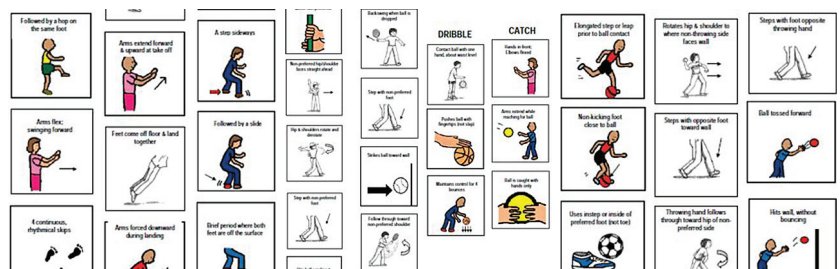 Followed by a hop on
the same foot
Arms flex;
swinging forward
4 continuous,
rhythmical skips
Arms extend forward
& upward at take off
Feet come off floor & land
together
Arms forced downward
during landing
A step sideways
Followed by a slide
Brief period where both
feet are off the surface
Non-preferred hip/shoulder
faces straight ahead
Hip & shoulders rotate and
Step with non-preferred
foot
Back swing when ball is
dropped
Step with non-preferred
foot
Strikes ball toward wall
Follow through toward
non-preferred shoulder
DRIBBLE
Contact ball with one
hand, about waist level
Pushes ball with
fingertips (not slap)
Maintains control for 4
bounces
CATCH
Hands in front;
Elbows flexed
Arms extend while
reaching for ball
Ball is caught with
hands only
Elongated step or leap
prior to ball contact
Non-kicking foot
close to ball
Uses instep or inside of
preferred foot (not toe)
Rotates hip & shoulder to
where non-throwing side
faces wall
Steps with opposite foot
toward wall
Throwing hand follows
through toward hip of non-
preferred side
Steps with foot opposite
throwing hand
Ball tossed forward
Hits wall, without
bouncing